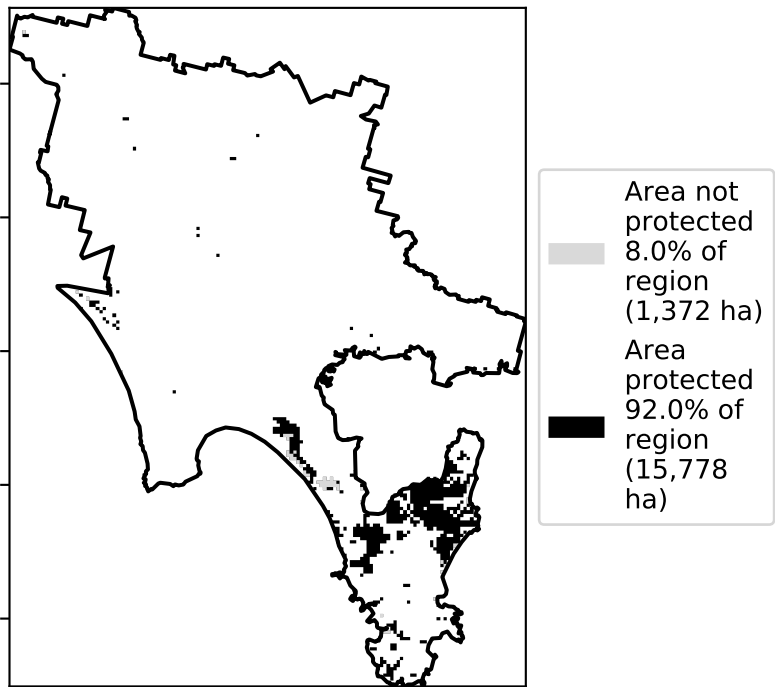 Area not
protected
8.0% of
region
(1,372 ha)
Area
protected
92.0% of
region
(15,778
ha)